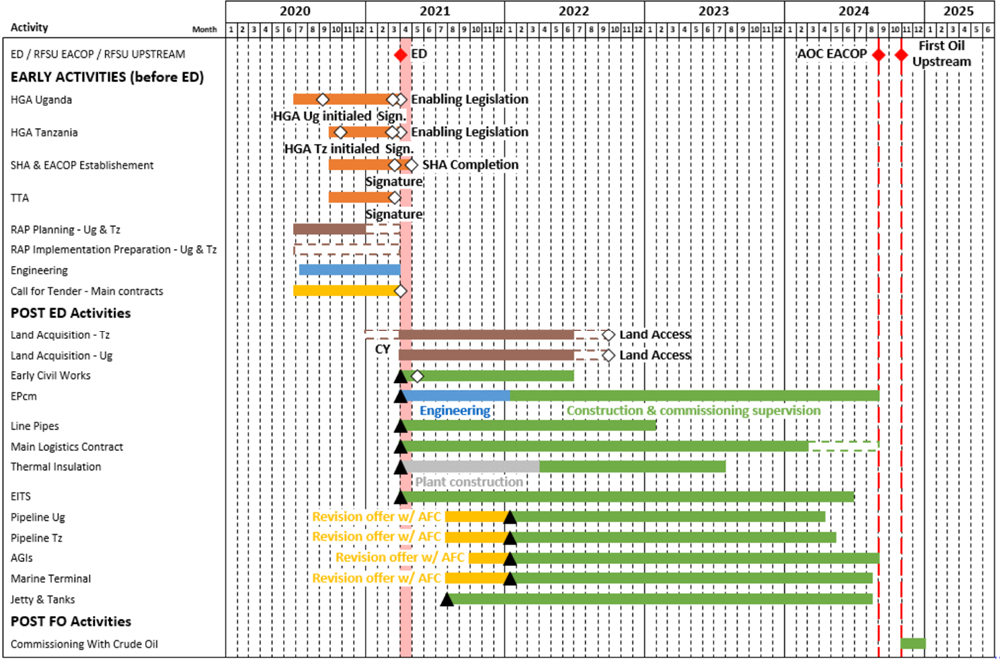 2020 2021 2022 2023 2024 2025
Activity Month 1 2 3 4 5 6 7 8 9 10 11 12 1 2 3 4 5 6 7 8 9 10 11 12 1 2 3 4 5 6 7 8 9 10 11 12 1 2 3 4 5 6 7 8 9 10 11 12 1 2 3 4 5 6 7 8 9 10 11 12 1 2 3 4 5 6
ED / RFSU EACOP / RFSU UPSTREAM ED AOC EACOP First Oil
Upstream
EARLY ACTIVITIES (before ED)
HGA Uganda Enabling Legislation
HGA Ug initialed Sign.
HGA Tanzania Enabling Legislation
HGA Tz initialed Sign.
SHA & EACOP Establishement SHA Completion
Signature
TTA
Signature
RAP Planning - Ug & Tz
RAP Implementation Preparation - Ug & Tz
Engineering
Call for Tender - Main contracts
POST ED Activities
Land Acquisition - Tz Land Access
CY
Land Acquisition - Ug Land Access
Early Civil Works
EPcm
Engineering Construction & commissioning supervision
Line Pipes
Main Logistics Contract
Thermal Insulation
Plant construction
EITS
Pipeline Ug Revision offer w/ AFC
Pipeline Tz Revision offer w/ AFC
AGIs Revision offer w/ AFC
Marine Terminal Revision offer w/ AFC
Jetty & Tanks
POST FO Activities
Commissioning With Crude Oil